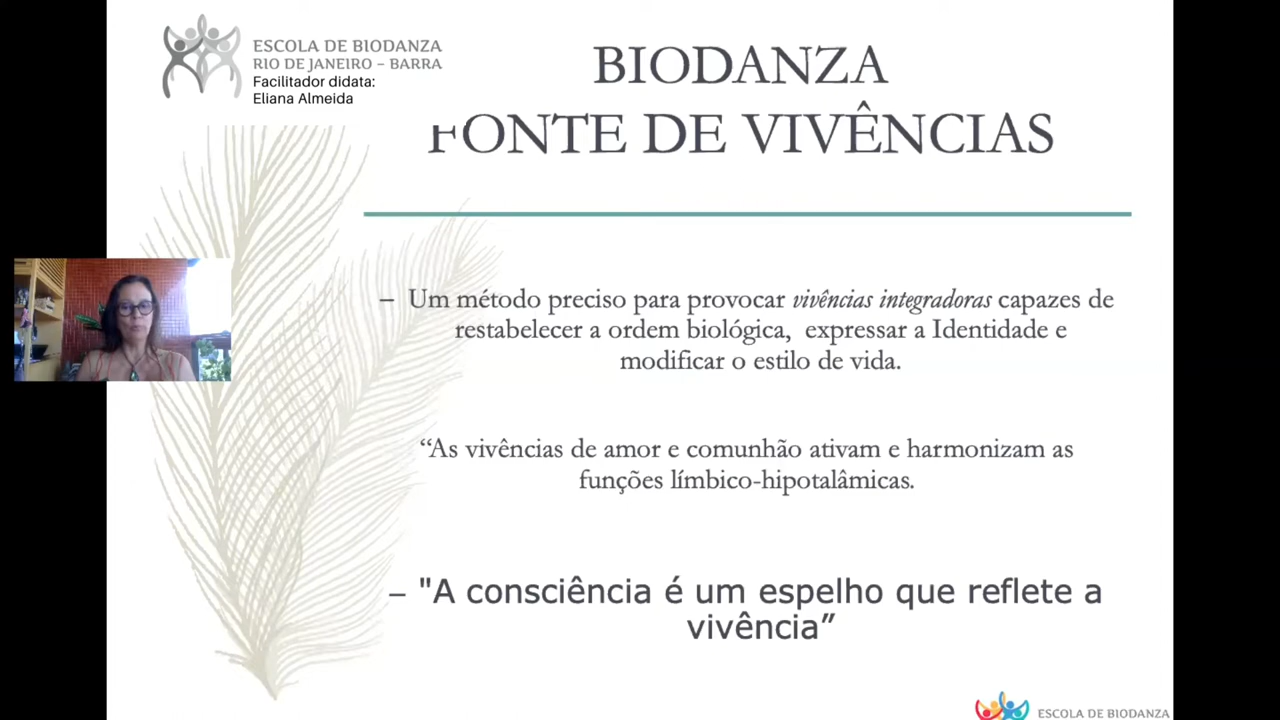 ESCOLA DE BIODANZA
RIO DE JANEIRO – BARRA
Facilitador didata:
Eliana Almeida
BIODANZA
FONTE DE VIVÊNCIAS
– Um método preciso para provocar vivências integradoras capazes de
restabelecer a ordem biológica, expressar a Identidade e
modificar o estilo de vida.
“As vivências de amor e comunhão ativam e harmonizam as
funções límbico-hipotalâmicas.
– "A consciência é um espelho que reflete a
vivência”
ESCOLA DE BIODANZA